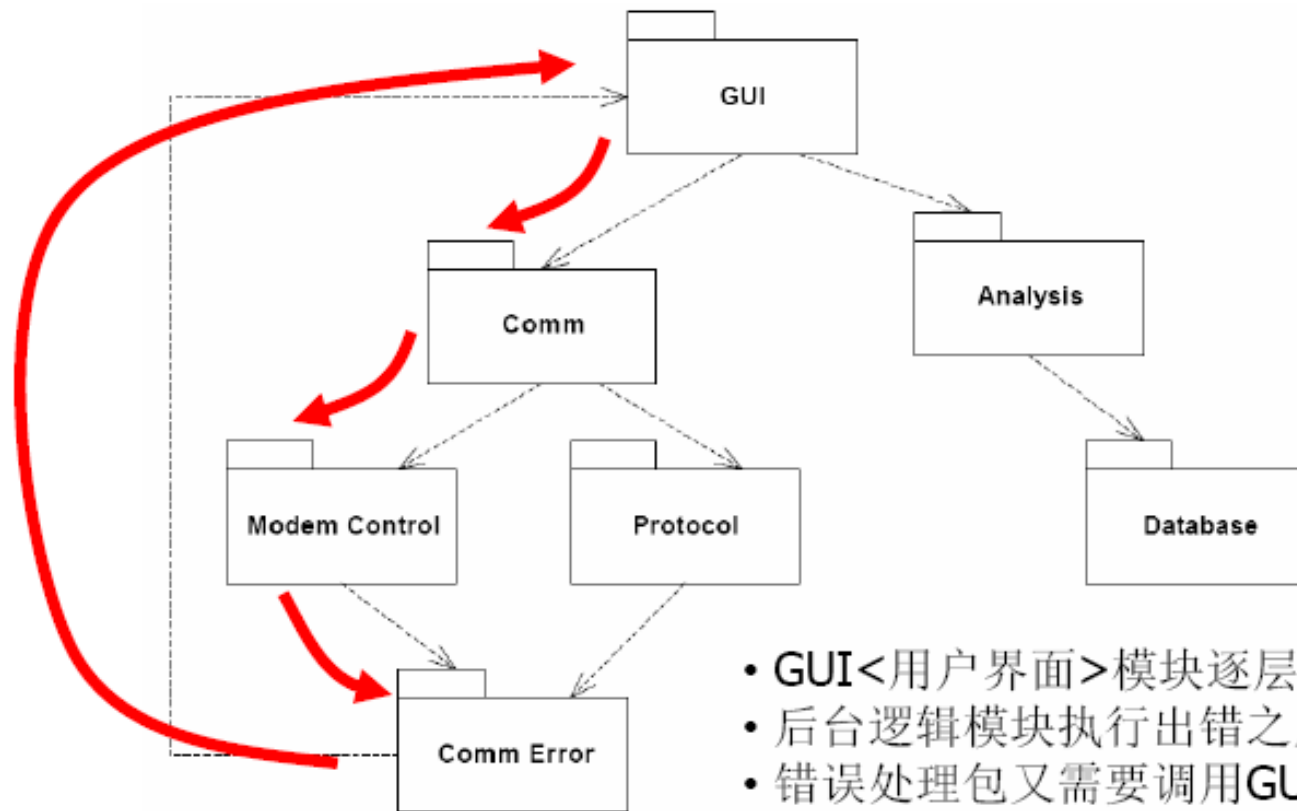 GUI
Comm
Analysis
Modem Control
Protocol
Database
Comm Error
• GUI<用户界面>模块逐层
• 后台逻辑模块执行出错之
• 错误处理包又需要调用GU